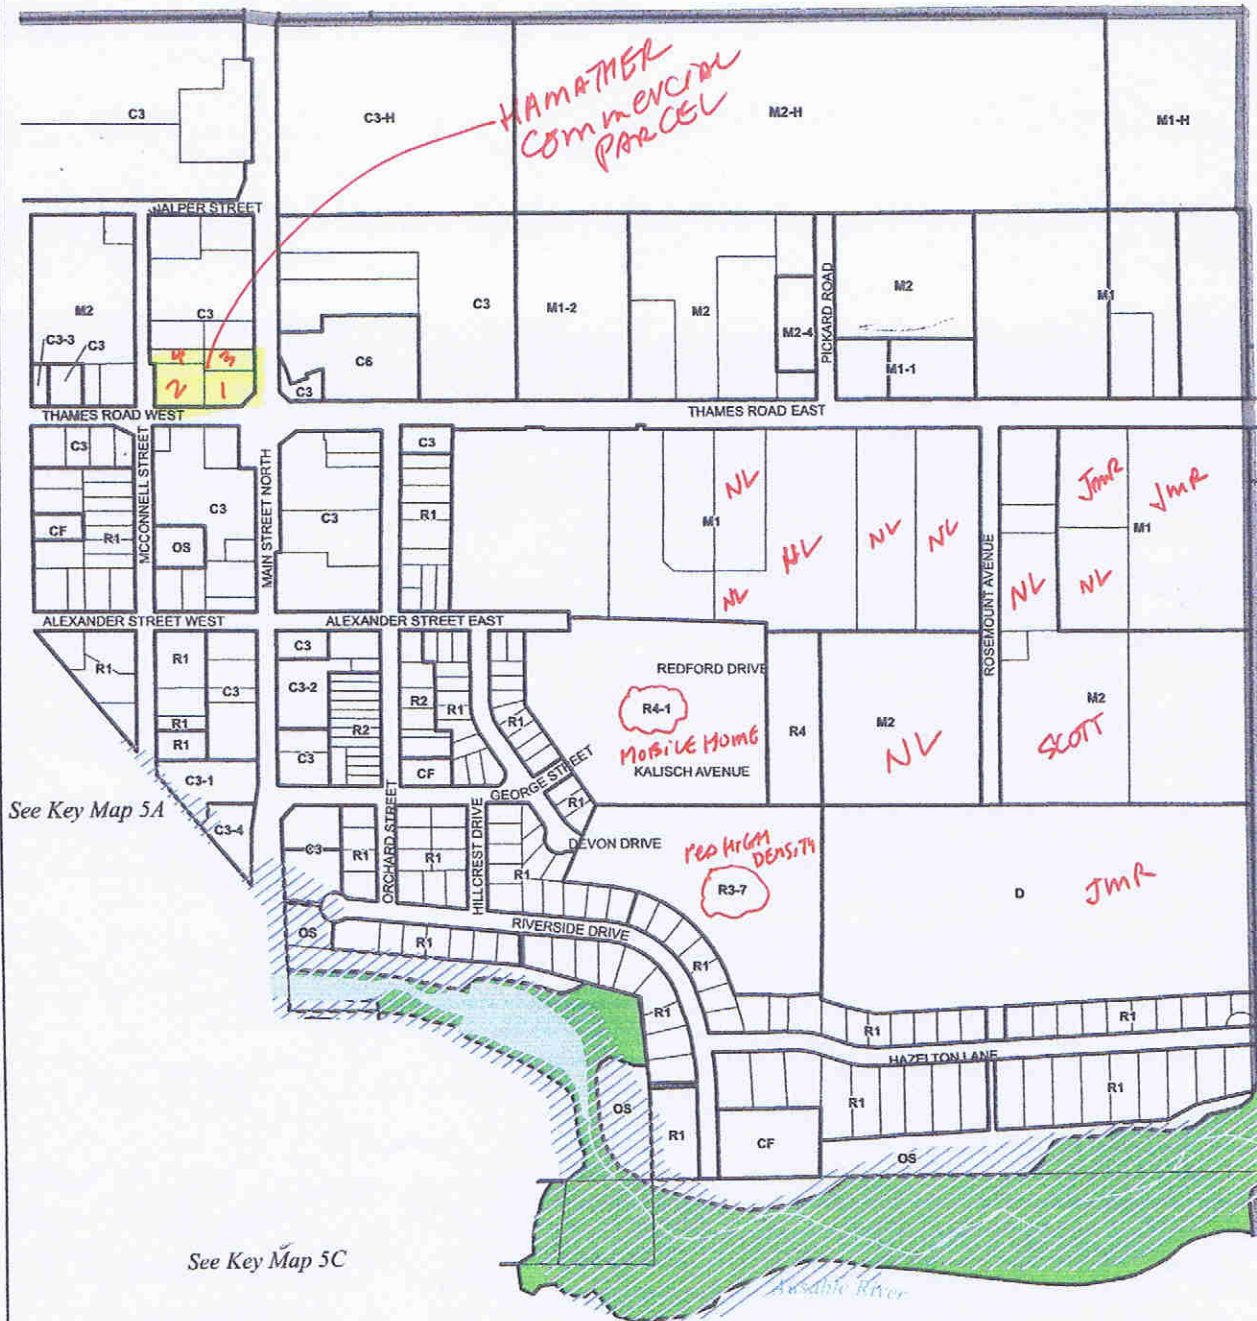 HAMATHER
COMMERCIAL
PARCEL
C3
C3-H
M2-H
M1-H
WALPER STREET
M2
C3
C3
M1-2
M2
M2-4
PICKARD ROAD
M2
M1
C3-3
C3
4
3
2
1
C6
C3
M1-1
THAMES ROAD WEST
THAMES ROAD EAST
C3
MCCONNELL STREET
MAIN STREET NORTH
C3
CF
R1
C3
OS
C3
R1
M1
NL
NL
NL
NL
NL
ROSEMOUNT AVENUE
JMR
JMR
M1
NL
NL
ALEXANDER STREET WEST
ALEXANDER STREET EAST
R1
R1
C3
R1
R1
C3-1
C3-4
C3
C3-2
R2
C3
R2
R1
CF
R1
REDFORD DRIVE
R4-1
MOBILE HOME
KALISCH AVENUE
R4
M2
NL
M2
SCOTT
GEORGE STREET
R1
See Key Map 5A
ORCHARD STREET
HILLCREST DRIVE
DEVON DRIVE
C3
R1
R1
R1
HIGH
DENSITY
R3-7
D
JMR
RIVERSIDE DRIVE
OS
R1
R1
R1
R1
R1
HAZELTON LANE
OS
R1
CF
R1
R1
OS
See Key Map 5C
Ausable River